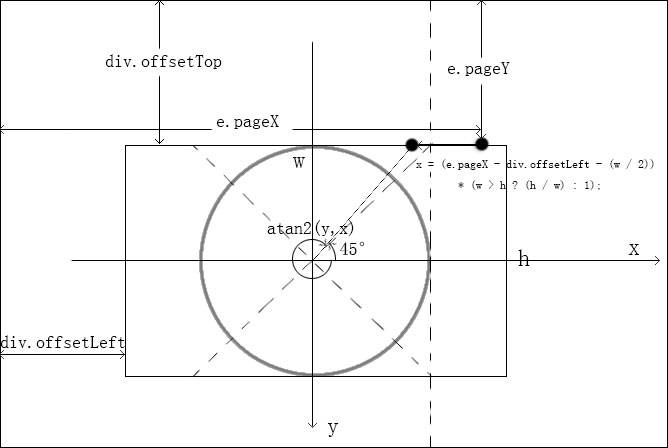 div.offsetTop
e.pageY
e.pageX
w
x = (e.pageX - div.offsetLeft - (w / 2))
* (w > h ? (h / w) : 1);
atan2(y,x)
45°
x
h
div.offsetLeft
y